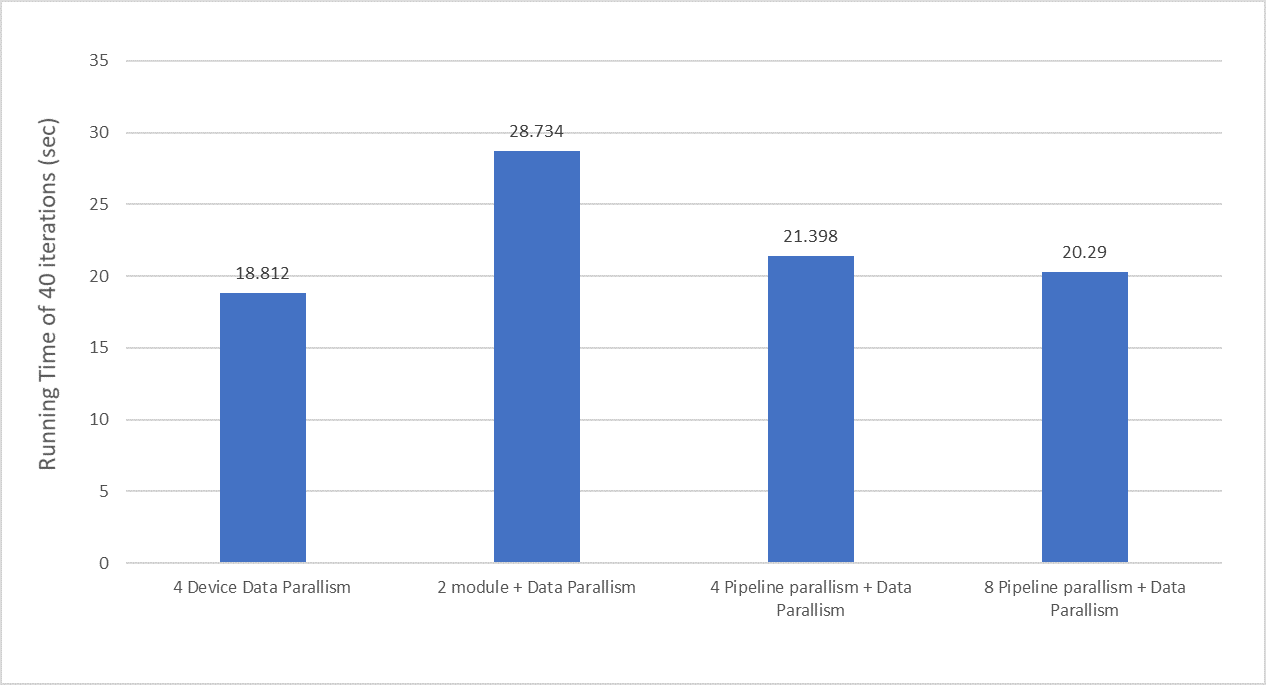 Running Time of 40 iterations (sec)
35
30
25
20
15
10
5
0
18.812
28.734
21.398
20.29
4 Device Data Parallism
2 module + Data Parallism
4 Pipeline parallism + Data
Parallism
8 Pipeline parallism + Data
Parallism